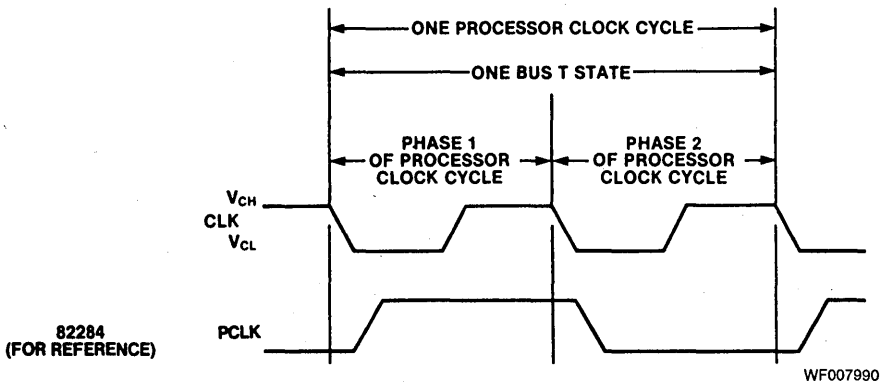 ONE PROCESSOR CLOCK CYCLE
ONE BUS T STATE
PHASE 1
OF PROCESSOR
CLOCK CYCLE
PHASE 2
OF PROCESSOR
CLOCK CYCLE
VCH
CLK
VCL
82284
(FOR REFERENCE)
PCLK
WF007990